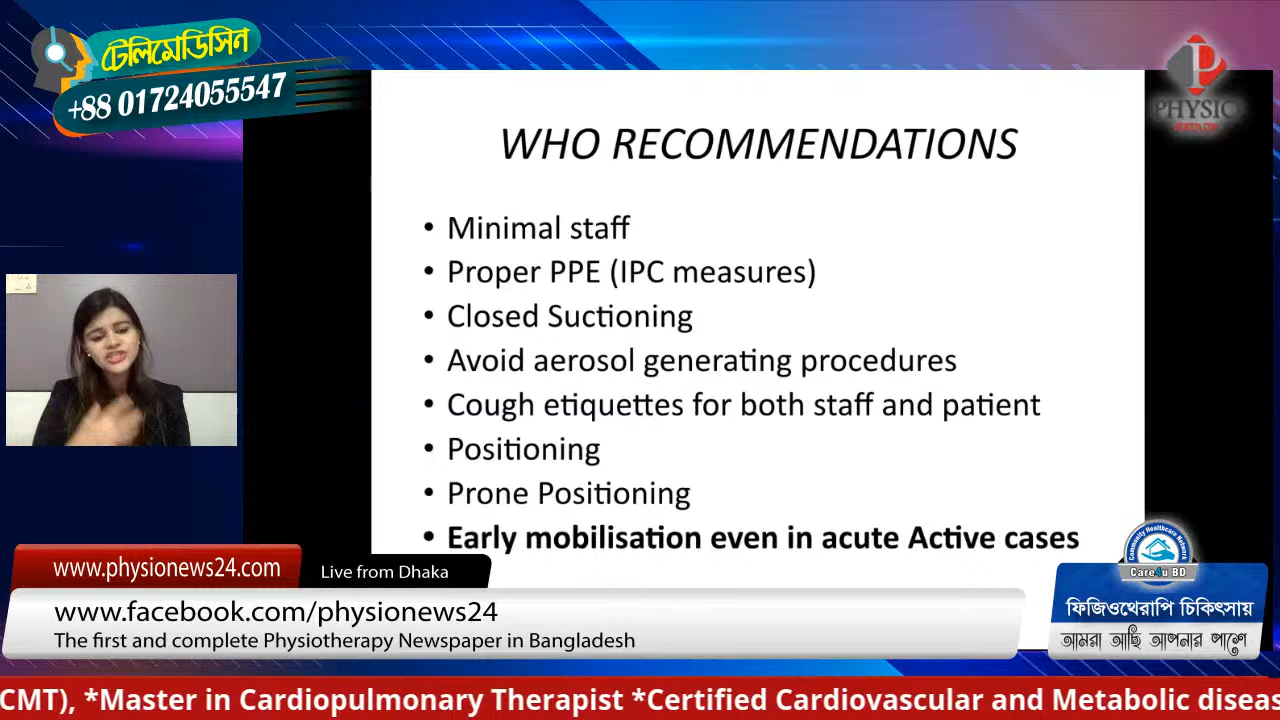 টেলিমেডিসিন
+88 01724055547
PHYSIO
WHO RECOMMENDATIONS
• Minimal staff
• Proper PPE (IPC measures)
• Closed Suctioning
• Avoid aerosol generating procedures
• Cough etiquettes for both staff and patient
• Positioning
• Prone Positioning
• Early mobilisation even in acute Active cases
www.physionews24.com
Live from Dhaka
www.facebook.com/physionews24
The first and complete Physiotherapy Newspaper in Bangladesh
Community Healthcare Network
Care4u BD
ফিজিওথেরাপি চিকিৎসায়
আমরা আছি আপনার পাশে
CMT), *Master in Cardiopulmonary Therapist *Certified Cardiovascular and Metabolic diseas